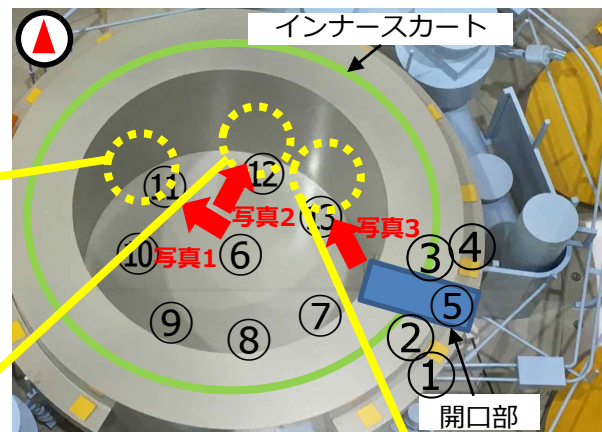 インナースカート
⑫
⑪
写真2
⑬
写真3
④
③
⑩
写真1
⑥
⑤
⑦
⑨
⑧
②
①
開口部